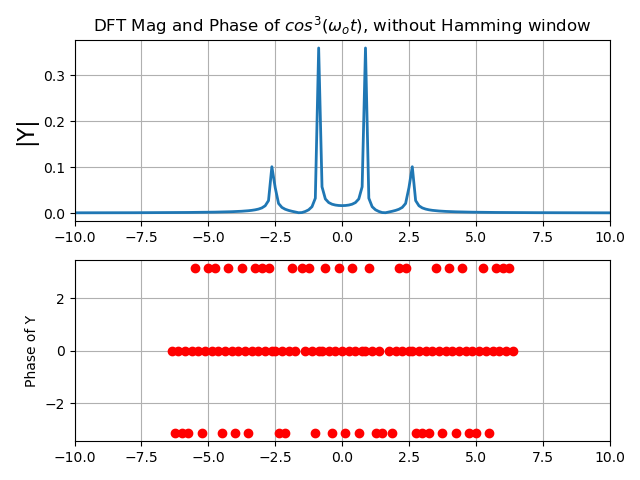 DFT Mag and Phase of cos³(ωₒt), without Hamming window
|Y|
0.3
0.2
0.1
0.0
−10.0 −7.5 −5.0 −2.5 0.0 2.5 5.0 7.5 10.0
Phase of Y
2
0
−2
−10.0 −7.5 −5.0 −2.5 0.0 2.5 5.0 7.5 10.0